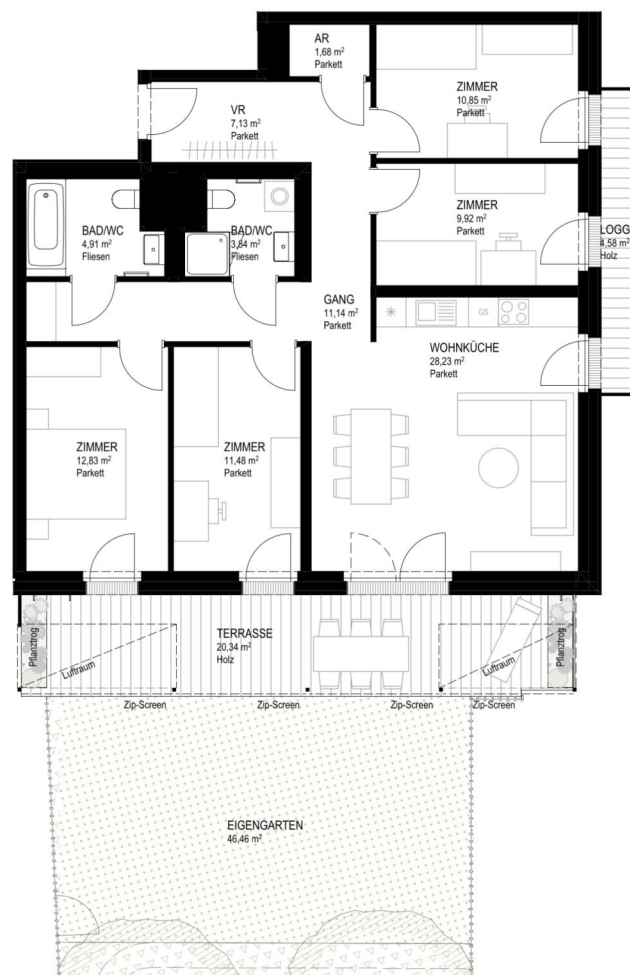 AR
1,68 m²
Parkett
ZIMMER
10,85 m²
Parkett
VR
7,13 m²
Parkett
ZIMMER
9,92 m²
Parkett
BAD/WC
4,91 m²
Fliesen
BAD/WC
3,84 m²
Fliesen
LOGG
4,58 m²
Holz
GANG
11,14 m²
Parkett
GS
WOHNKÜCHE
28,23 m²
Parkett
ZIMMER
12,83 m²
Parkett
ZIMMER
11,48 m²
Parkett
TERRASSE
20,34 m²
Holz
Pflanztrog
Luftraum
Luftraum
Pflanztrog
Zip-Screen
Zip-Screen
Zip-Screen
Zip-Screen
EIGENGARTEN
46,46 m²